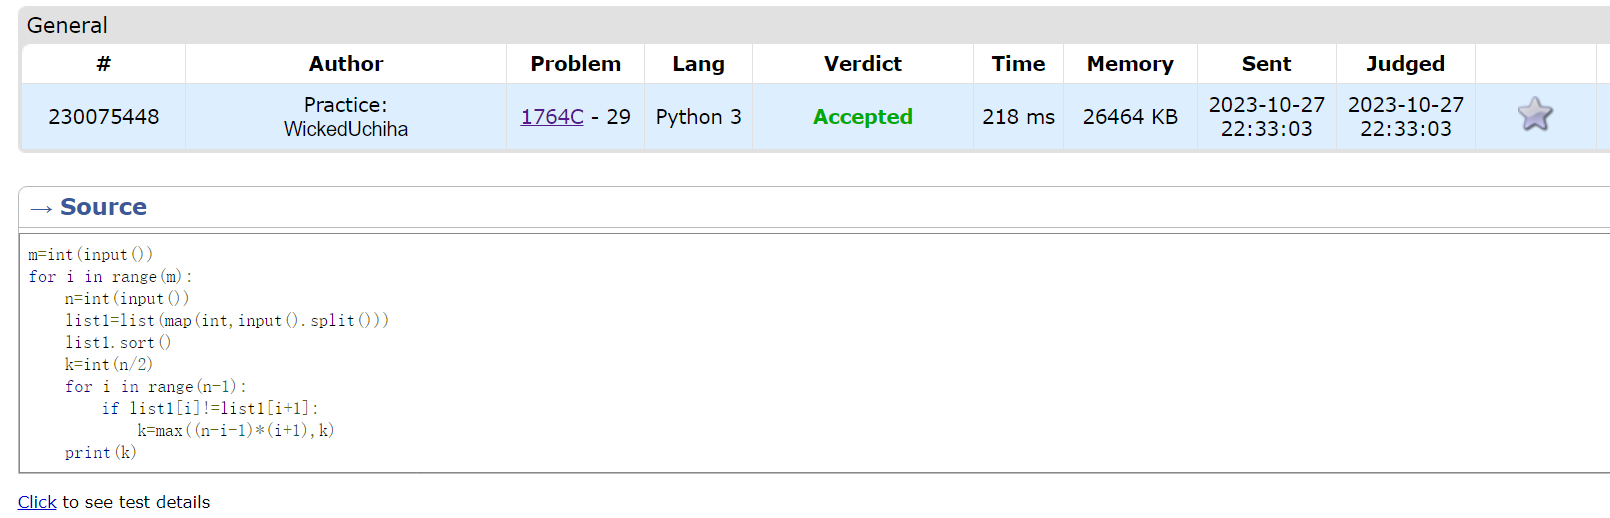 General
# Author Problem Lang Verdict Time Memory Sent Judged
230075448 Practice: WickedUchiha 1764C - 29 Python 3 Accepted 218 ms 26464 KB 2023-10-27 22:33:03 2023-10-27 22:33:03
→ Source
m=int(input())
for i in range(m):
    n=int(input())
    list1=list(map(int,input().split()))
    list1.sort()
    k=int(n/2)
    for i in range(n-1):
        if list1[i]!=list1[i+1]:
            k=max((n-i-1)*(i+1),k)
    print(k)
Click to see test details